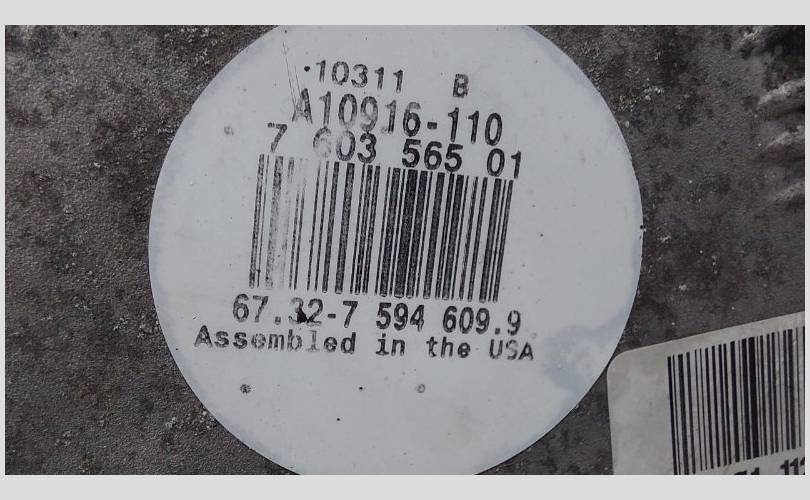 ·10311 B
A10916-110
7 603 565 01
67.32-7 594 609.9
Assembled in the USA